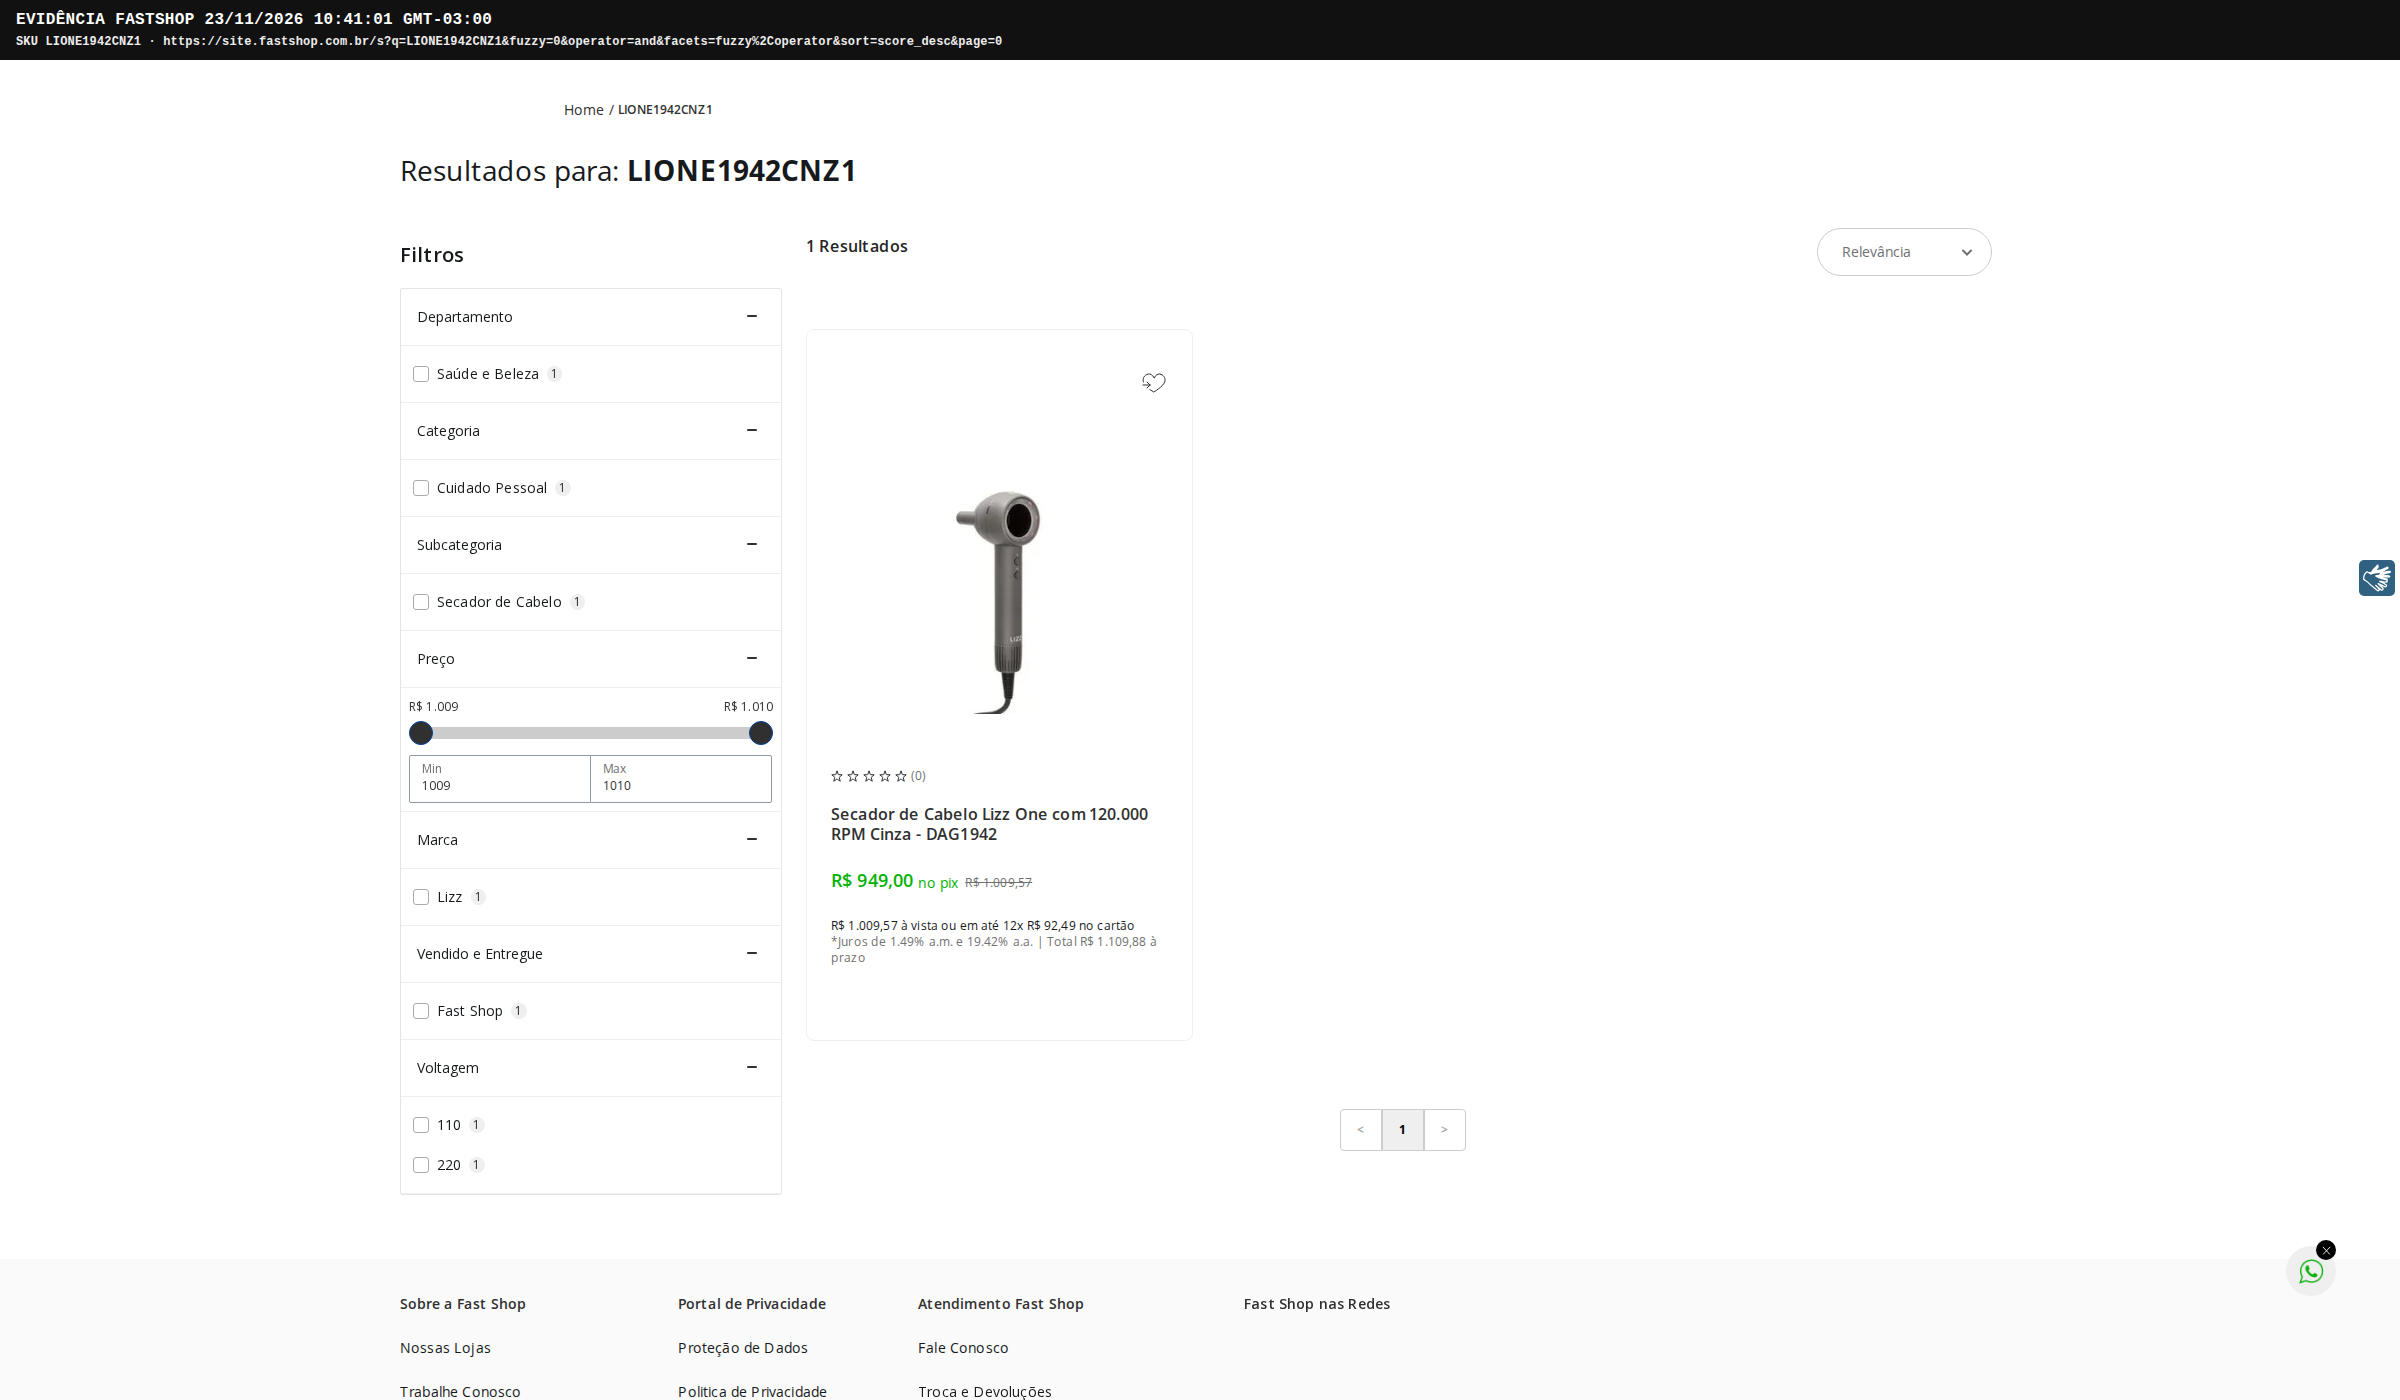 EVIDÊNCIA FASTSHOP 23/11/2026 10:41:01 GMT-03:00
SKU LIONE1942CNZ1 · https://site.fastshop.com.br/s?q=LIONE1942CNZ1&fuzzy=0&operator=and&facets=fuzzy%2Coperator&sort=score_desc&page=0
Home / LIONE1942CNZ1
Resultados para: LIONE1942CNZ1
Filtros
1 Resultados
Relevância
Departamento
Saúde e Beleza 1
Categoria
Cuidado Pessoal 1
Subcategoria
Secador de Cabelo 1
Preço
R$ 1.009 R$ 1.010
Min Max
1009 1010
Marca
Lizz 1
Vendido e Entregue
Fast Shop 1
Voltagem
110 1
220 1
LIZZ
(0)
Secador de Cabelo Lizz One com 120.000
RPM Cinza - DAG1942
R$ 949,00 no pix R$ 1.009,57
R$ 1.009,57 à vista ou em até 12x R$ 92,49 no cartão
*Juros de 1.49% a.m. e 19.42% a.a. | Total R$ 1.109,88 à
prazo
< 1 >
Sobre a Fast Shop
Nossas Lojas
Trabalhe Conosco
Portal de Privacidade
Proteção de Dados
Politica de Privacidade
Atendimento Fast Shop
Fale Conosco
Troca e Devoluções
Fast Shop nas Redes